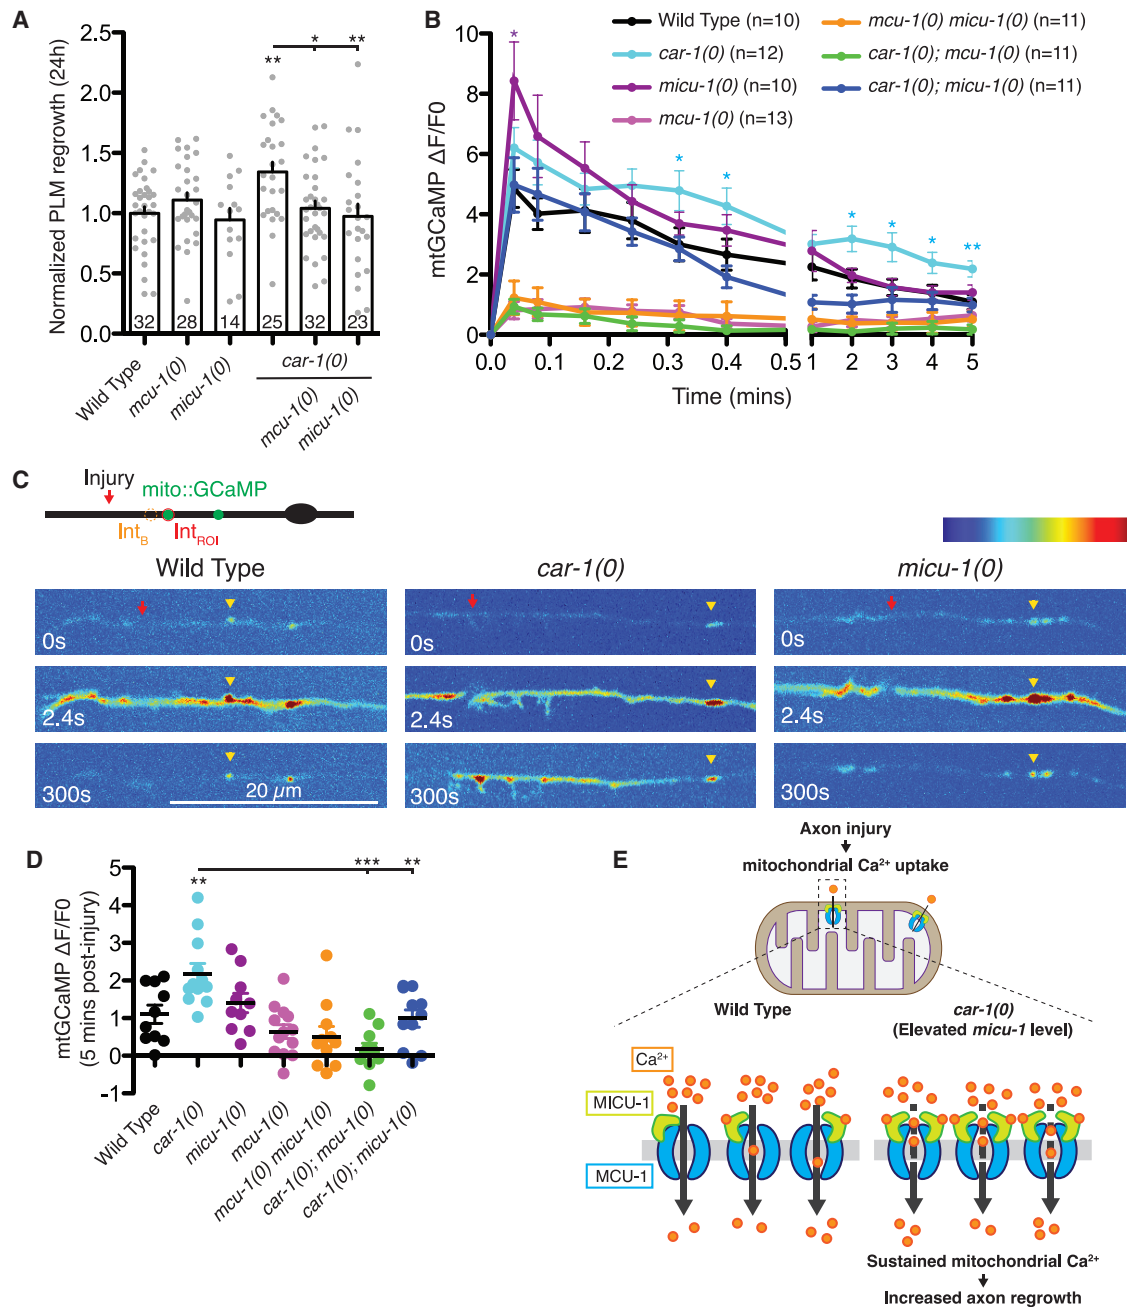 A
Normalized PLM regrowth (24h)
2.5
2.0
1.5
1.0
0.5
0.0
** * **
32 28 14 25 32 23
Wild Type
mcu-1(0)
micu-1(0)
car-1(0)
mcu-1(0)
micu-1(0)
B
mtGCaMP ΔF/F0
10
8
6
4
2
0
Wild Type (n=10)
car-1(0) (n=12)
micu-1(0) (n=10)
mcu-1(0) (n=13)
mcu-1(0) micu-1(0) (n=11)
car-1(0); mcu-1(0) (n=11)
car-1(0); micu-1(0) (n=11)
* * * * * * **
0.0 0.1 0.2 0.3 0.4 0.5 1 2 3 4 5
Time (mins)
C
Injury
mito::GCaMP
IntB
IntROI
Wild Type car-1(0) micu-1(0)
0s 0s 0s
2.4s 2.4s 2.4s
300s 20 µm 300s 300s
D
mtGCaMP ΔF/F0
(5 mins post-injury)
5
4
3
2
1
0
-1
** *** **
Wild Type
car-1(0)
micu-1(0)
mcu-1(0)
mcu-1(0) micu-1(0)
car-1(0); mcu-1(0)
car-1(0); micu-1(0)
E
Axon injury
mitochondrial Ca²⁺ uptake
Wild Type
car-1(0)
(Elevated micu-1 level)
Ca²⁺
MICU-1
MCU-1
Sustained mitochondrial Ca²⁺
Increased axon regrowth